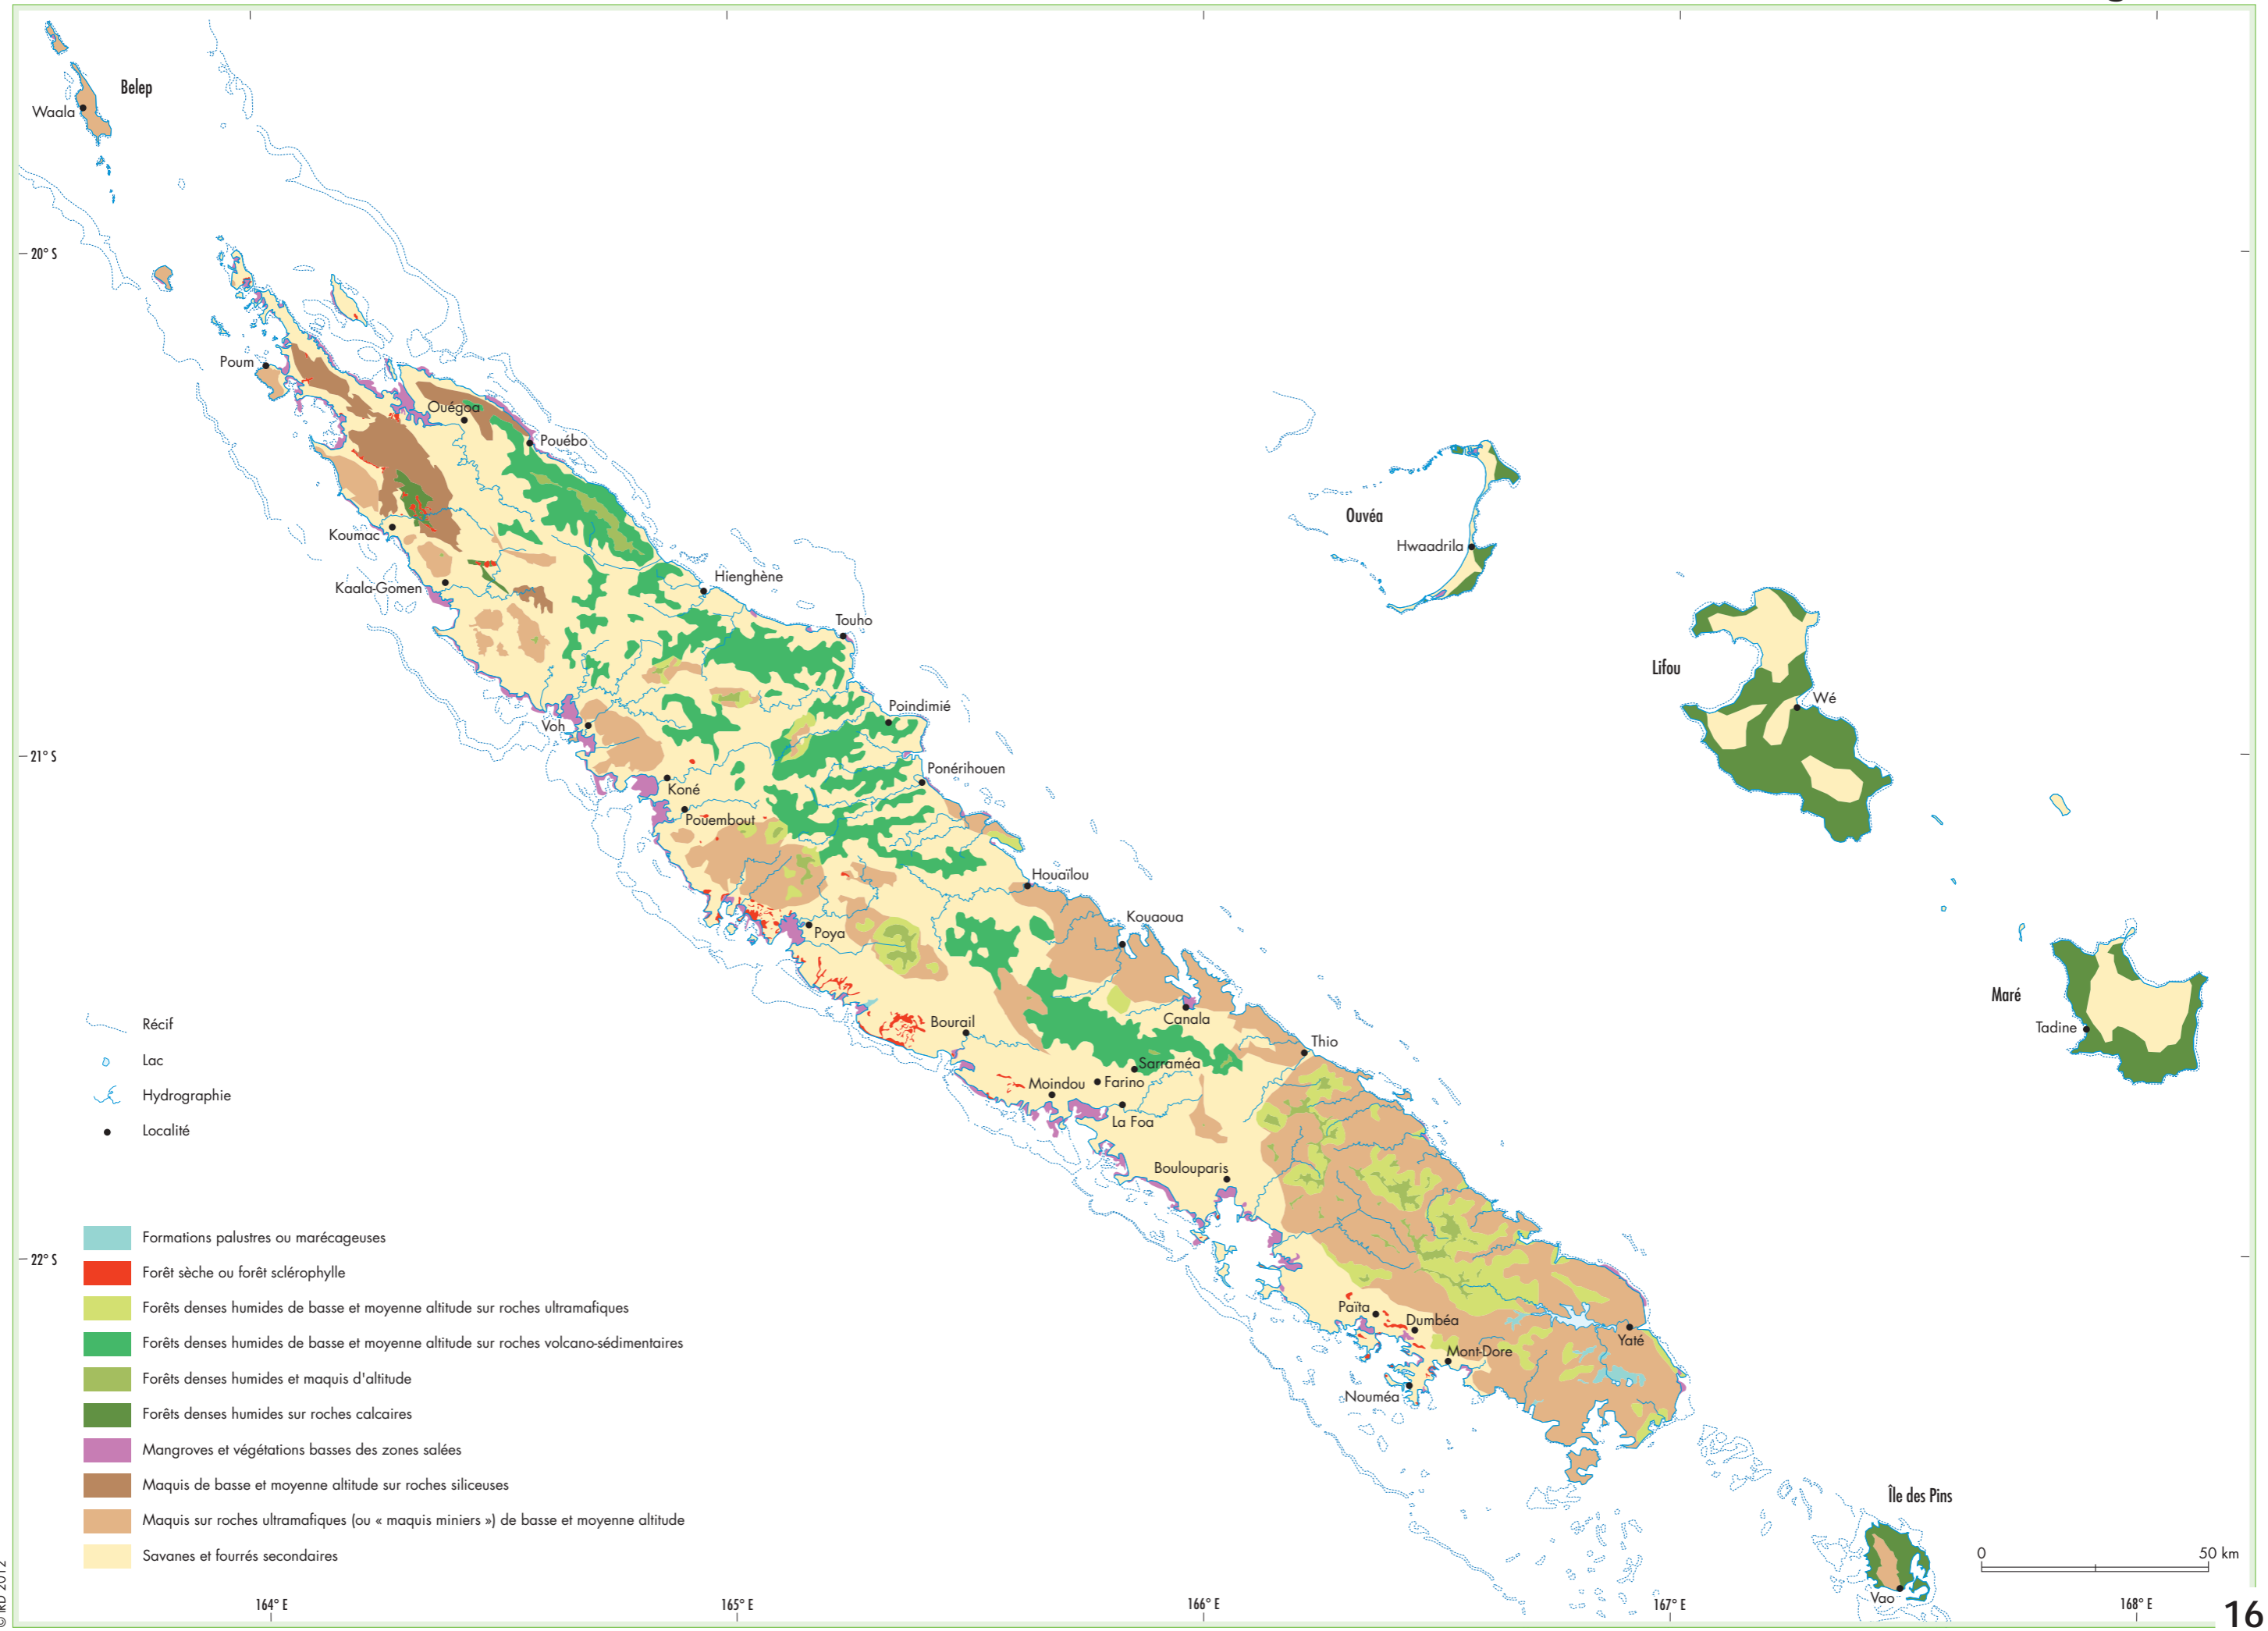 Belep
Waala
20° S
Poum
Ouégoa
Pouébo
Koumac
Kaala-Gomen
Hienghène
Touho
Ouvéa
Hwaadrila
Lifou
Wé
Voh
Poindimié
21° S
Koné
Ponérihouen
Pouembout
Houaïlou
Poya
Kouaoua
Canala
Bourail
Thio
Sarraméa
Moindou
Farino
La Foa
Maré
Tadine
Boulouparis
22° S
Païta
Dumbéa
Mont-Dore
Yaté
Nouméa
Île des Pins
Vao
Récif
Lac
Hydrographie
Localité
Formations palustres ou marécageuses
Forêt sèche ou forêt sclérophylle
Forêts denses humides de basse et moyenne altitude sur roches ultramafiques
Forêts denses humides de basse et moyenne altitude sur roches volcano-sédimentaires
Forêts denses humides et maquis d'altitude
Forêts denses humides sur roches calcaires
Mangroves et végétations basses des zones salées
Maquis de basse et moyenne altitude sur roches siliceuses
Maquis sur roches ultramafiques (ou « maquis miniers ») de basse et moyenne altitude
Savanes et fourrés secondaires
0 50 km
164° E 165° E 166° E 167° E 168° E
© IRD 2012
16